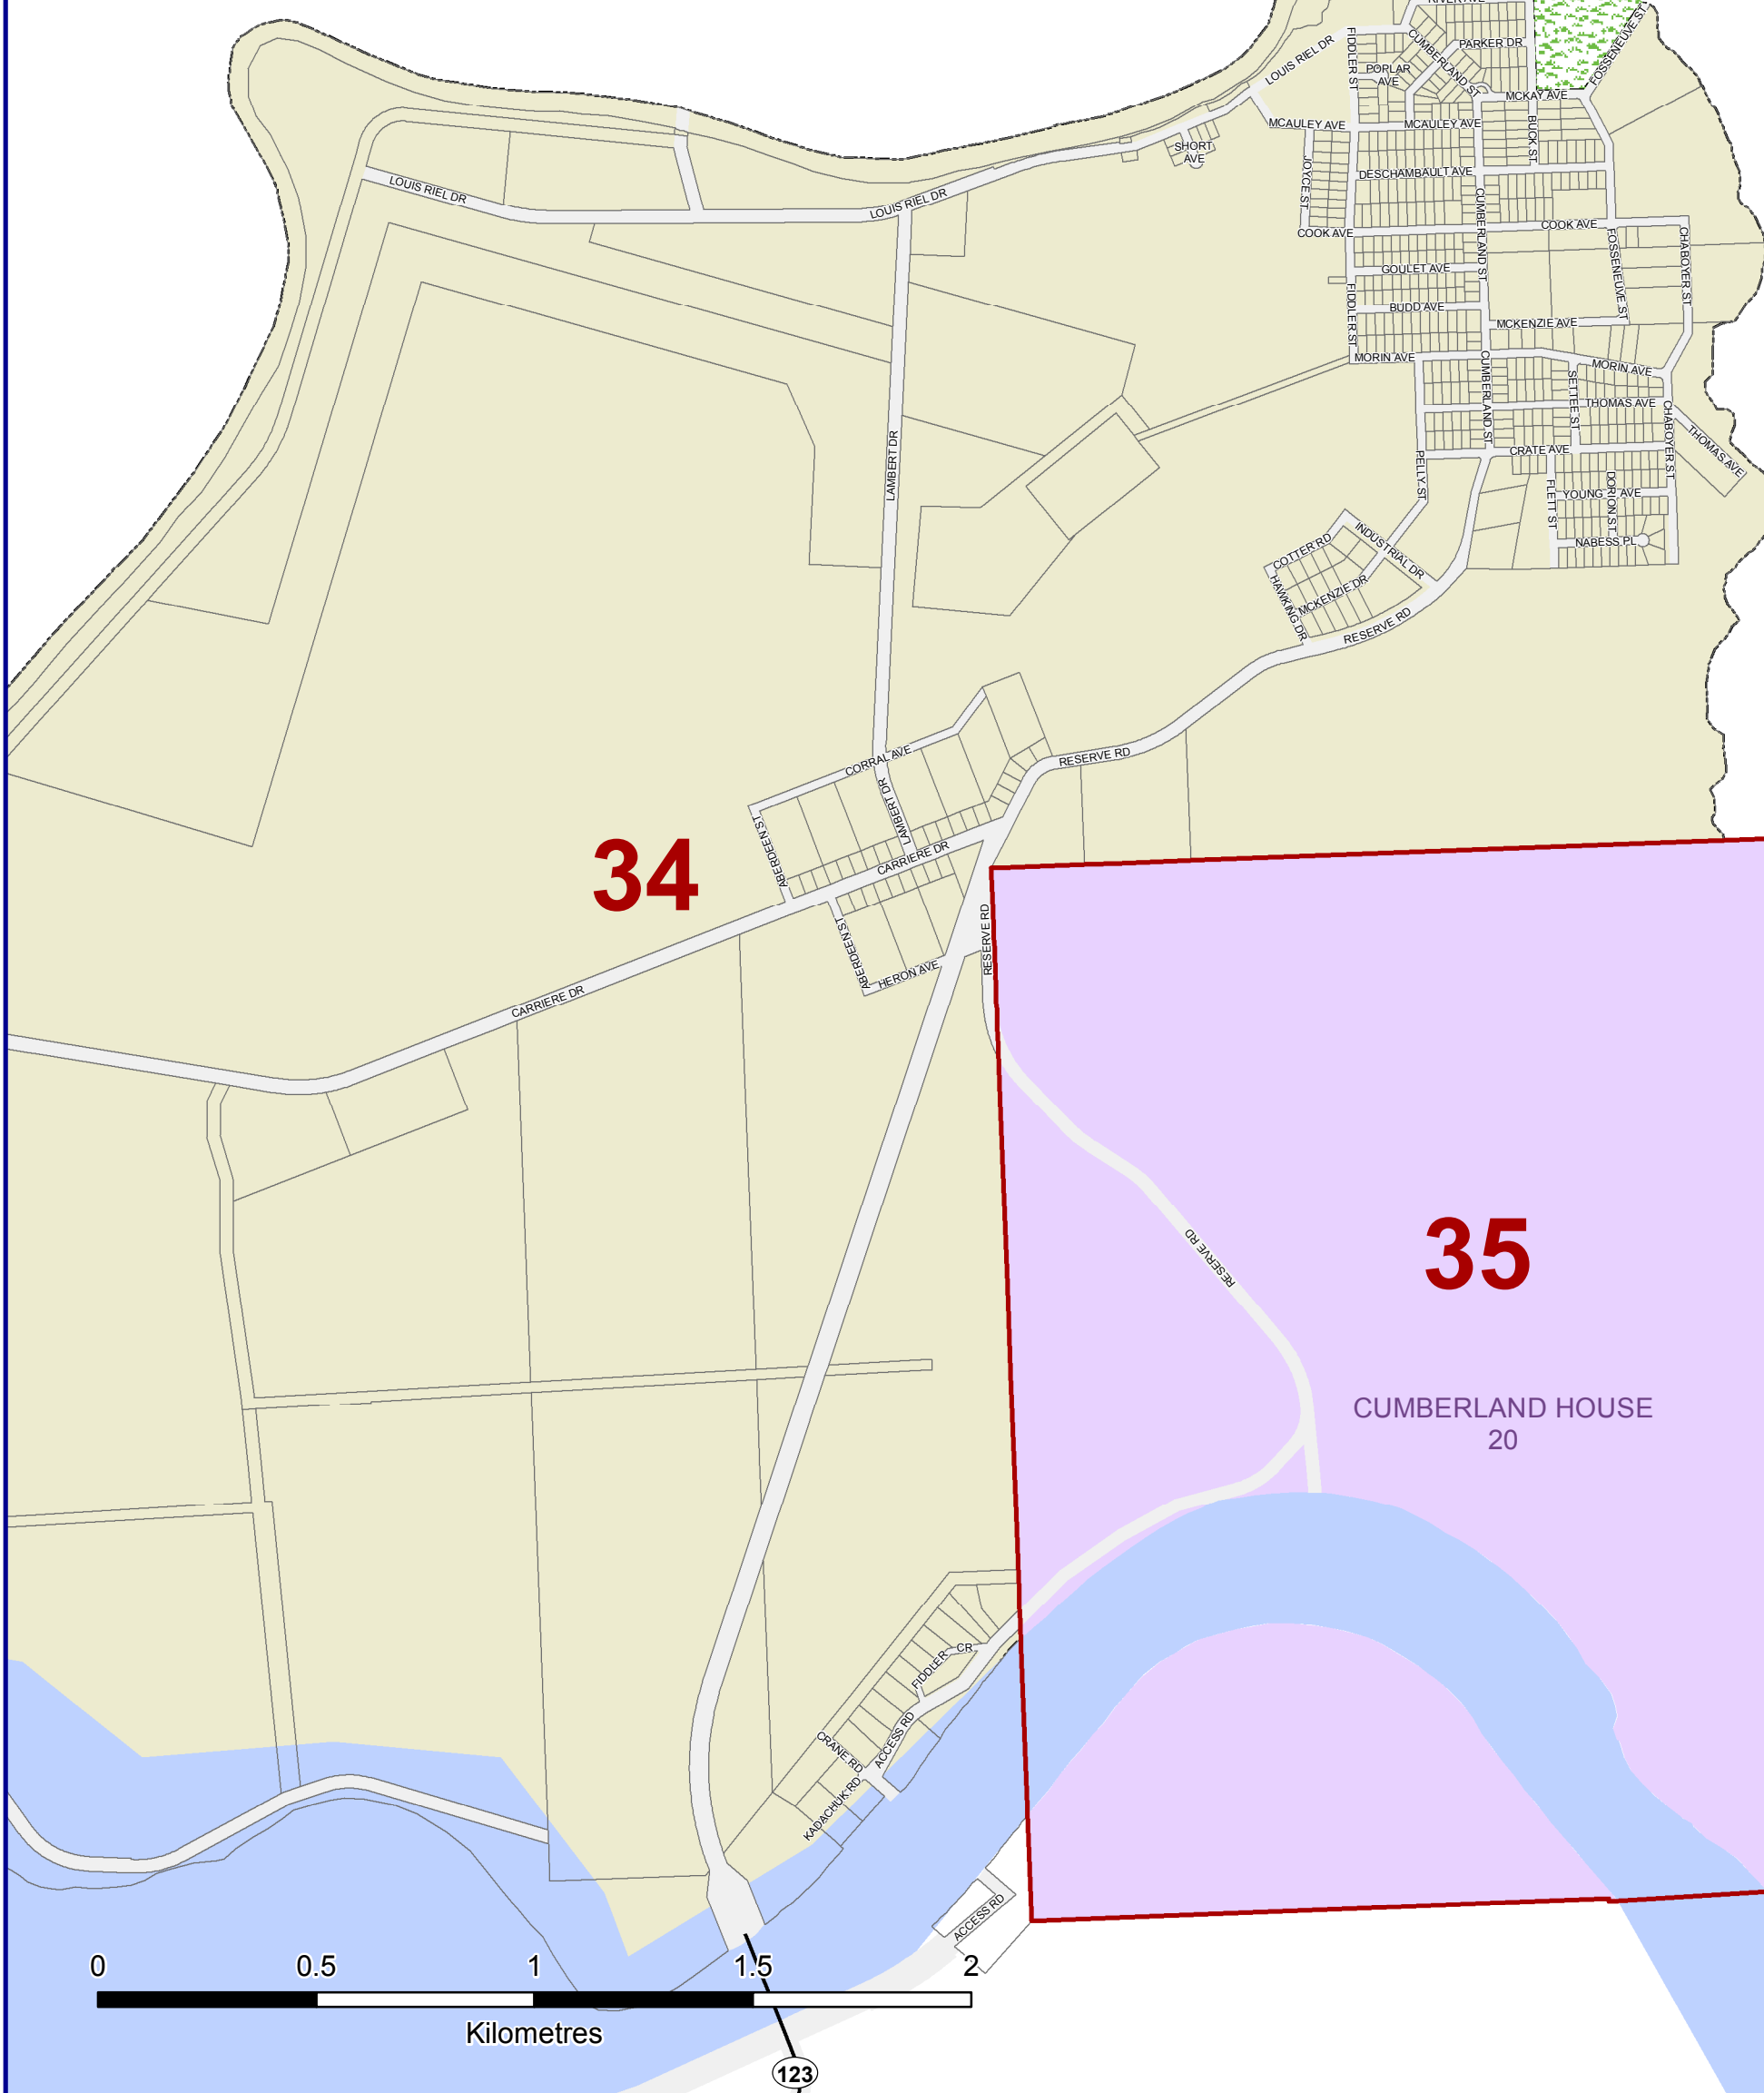 RIVER AVE
FOSSENEUVE ST
LOUIS RIEL DR
FIDDLER ST
CUMBERLAND ST
PARKER DR
POPLAR
AVE
MCKAY AVE
MCAULEY AVE
MCAULEY AVE
BUCK ST
SHORT
AVE
JOYCE ST
DESCHAMBAULT AVE
LOUIS RIEL DR
LOUIS RIEL DR
CUMBERLAND ST
COOK AVE
COOK AVE
FOSSENEUVE ST
CHABOYER ST
GOULET AVE
FIDDLER ST
BUDD AVE
MCKENZIE AVE
MORIN AVE
MORIN AVE
CUMBERLAND ST
SETTEE ST
THOMAS AVE
CHABOYER ST
THOMAS AVE
LAMBERT DR
PELLY ST
CRATE AVE
FLETT ST
YOUNG AVE
DORION ST
NABESS PL
COTTER RD
INDUSTRIAL DR
HAWKING DR
MCKENZIE DR
RESERVE RD
CORRAL AVE
RESERVE RD
LAMBERT DR
ABERDEEN ST
CARRIERE DR
34
RESERVE RD
ABERDEEN ST
HERON AVE
CARRIERE DR
35
RESERVE RD
CUMBERLAND HOUSE
20
FIDDLER CR
CRANE RD
ACCESS RD
KADACHUK RD
ACCESS RD
0 0.5 1 1.5 2
Kilometres
123